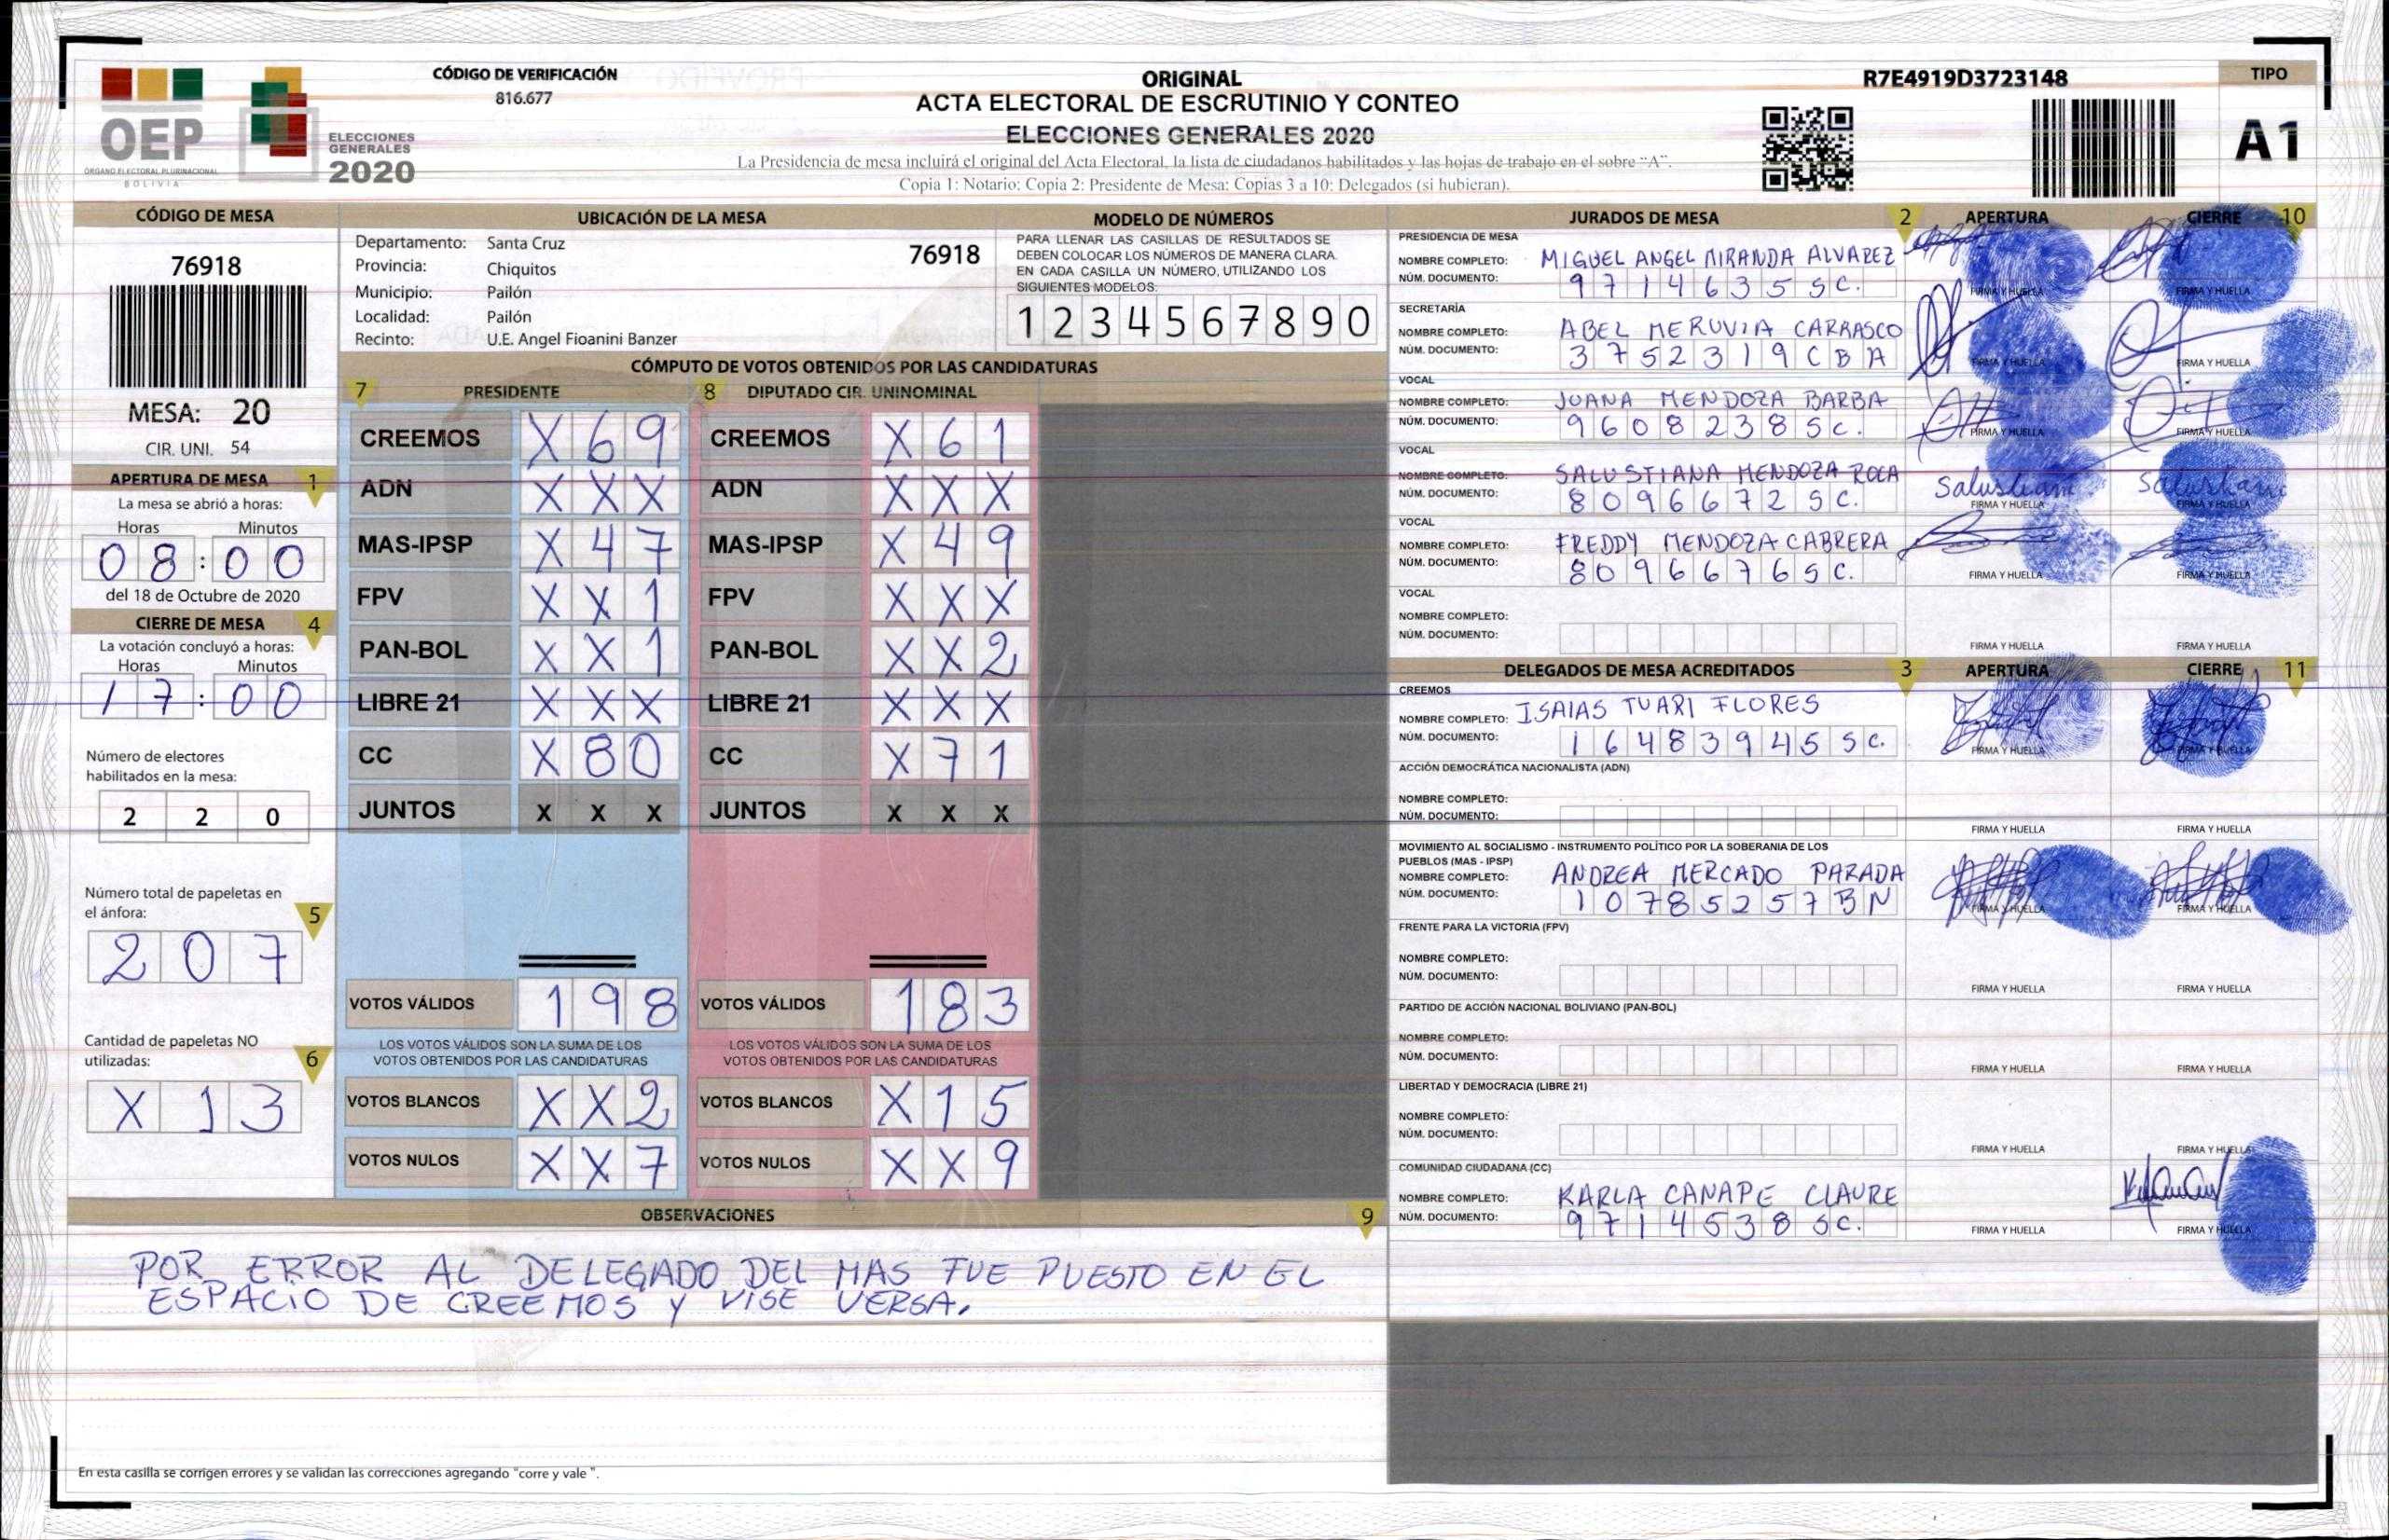 CÓDIGO DE VERIFICACIÓN
816.677
OEP
ÓRGANO ELECTORAL PLURINACIONAL
BOLIVIA
ELECCIONES
GENERALES
2020
ORIGINAL
ACTA ELECTORAL DE ESCRUTINIO Y CONTEO
ELECCIONES GENERALES 2020
La Presidencia de mesa incluirá el original del Acta Electoral, la lista de ciudadanos habilitados y las hojas de trabajo en el sobre "A".
Copia 1: Notario; Copia 2: Presidente de Mesa; Copias 3 a 10: Delegados (si hubieran).
R7E4919D3723148
TIPO
A1
CÓDIGO DE MESA
76918
MESA: 20
CIR. UNI. 54
APERTURA DE MESA 1
La mesa se abrió a horas:
Horas Minutos
08:00
del 18 de Octubre de 2020
CIERRE DE MESA 4
La votación concluyó a horas:
Horas Minutos
17:00
Número de electores
habilitados en la mesa:
2 2 0
Número total de papeletas en
el ánfora: 5
2 0 7
Cantidad de papeletas NO
utilizadas: 6
X 1 3
UBICACIÓN DE LA MESA
Departamento: Santa Cruz 76918
Provincia: Chiquitos
Municipio: Pailón
Localidad: Pailón
Recinto: U.E. Angel Fioanini Banzer
MODELO DE NÚMEROS
PARA LLENAR LAS CASILLAS DE RESULTADOS SE
DEBEN COLOCAR LOS NÚMEROS DE MANERA CLARA.
EN CADA CASILLA UN NÚMERO, UTILIZANDO LOS
SIGUIENTES MODELOS:
1 2 3 4 5 6 7 8 9 0
CÓMPUTO DE VOTOS OBTENIDOS POR LAS CANDIDATURAS
7 PRESIDENTE 8 DIPUTADO CIR. UNINOMINAL
CREEMOS X 6 9 CREEMOS X 6 1
ADN X X X ADN X X X
MAS-IPSP X 4 7 MAS-IPSP X 4 9
FPV X X 1 FPV X X X
PAN-BOL X X 1 PAN-BOL X X 2
LIBRE 21 X X X LIBRE 21 X X X
CC X 8 0 CC X 7 1
JUNTOS X X X JUNTOS X X X
VOTOS VÁLIDOS 1 9 8 VOTOS VÁLIDOS 1 8 3
LOS VOTOS VÁLIDOS SON LA SUMA DE LOS LOS VOTOS VÁLIDOS SON LA SUMA DE LOS
VOTOS OBTENIDOS POR LAS CANDIDATURAS VOTOS OBTENIDOS POR LAS CANDIDATURAS
VOTOS BLANCOS X X 2 VOTOS BLANCOS X 1 5
VOTOS NULOS X X 7 VOTOS NULOS X X 9
OBSERVACIONES 9
POR ERROR AL DELEGADO DEL MAS FUE PUESTO EN EL
ESPACIO DE CREEMOS Y VISE VERSA.
En esta casilla se corrigen errores y se validan las correcciones agregando "corre y vale ".
JURADOS DE MESA 2 APERTURA CIERRE 10
PRESIDENCIA DE MESA
NOMBRE COMPLETO: MIGUEL ANGEL MIRANDA ALVAREZ
NÚM. DOCUMENTO: 9714635 SC.
FIRMA Y HUELLA FIRMA Y HUELLA
SECRETARÍA
NOMBRE COMPLETO: ABEL MERUVIA CARRASCO
NÚM. DOCUMENTO: 3752319 CBA
FIRMA Y HUELLA FIRMA Y HUELLA
VOCAL
NOMBRE COMPLETO: JUANA MENDOZA BARBA
NÚM. DOCUMENTO: 9608238 SC.
FIRMA Y HUELLA FIRMA Y HUELLA
VOCAL
NOMBRE COMPLETO: SALUSTIANA MENDOZA ROCA
NÚM. DOCUMENTO: 8096672 SC.
FIRMA Y HUELLA FIRMA Y HUELLA
VOCAL
NOMBRE COMPLETO: FREDDY MENDOZA CABRERA
NÚM. DOCUMENTO: 8096676 SC.
FIRMA Y HUELLA FIRMA Y HUELLA
VOCAL
NOMBRE COMPLETO:
NÚM. DOCUMENTO:
FIRMA Y HUELLA FIRMA Y HUELLA
DELEGADOS DE MESA ACREDITADOS 3 APERTURA CIERRE 11
CREEMOS
NOMBRE COMPLETO: ISAIAS TUARI FLORES
NÚM. DOCUMENTO: 16483945 SC.
FIRMA Y HUELLA FIRMA Y HUELLA
ACCIÓN DEMOCRÁTICA NACIONALISTA (ADN)
NOMBRE COMPLETO:
NÚM. DOCUMENTO:
FIRMA Y HUELLA FIRMA Y HUELLA
MOVIMIENTO AL SOCIALISMO - INSTRUMENTO POLÍTICO POR LA SOBERANIA DE LOS
PUEBLOS (MAS - IPSP)
NOMBRE COMPLETO: ANDREA MERCADO PARADA
NÚM. DOCUMENTO: 10785257 BN
FIRMA Y HUELLA FIRMA Y HUELLA
FRENTE PARA LA VICTORIA (FPV)
NOMBRE COMPLETO:
NÚM. DOCUMENTO:
FIRMA Y HUELLA FIRMA Y HUELLA
PARTIDO DE ACCIÓN NACIONAL BOLIVIANO (PAN-BOL)
NOMBRE COMPLETO:
NÚM. DOCUMENTO:
FIRMA Y HUELLA FIRMA Y HUELLA
LIBERTAD Y DEMOCRACIA (LIBRE 21)
NOMBRE COMPLETO:
NÚM. DOCUMENTO:
FIRMA Y HUELLA FIRMA Y HUELLA
COMUNIDAD CIUDADANA (CC)
NOMBRE COMPLETO: KARLA CANAPE CLAURE
NÚM. DOCUMENTO: 9714538 SC.
FIRMA Y HUELLA FIRMA Y HUELLA